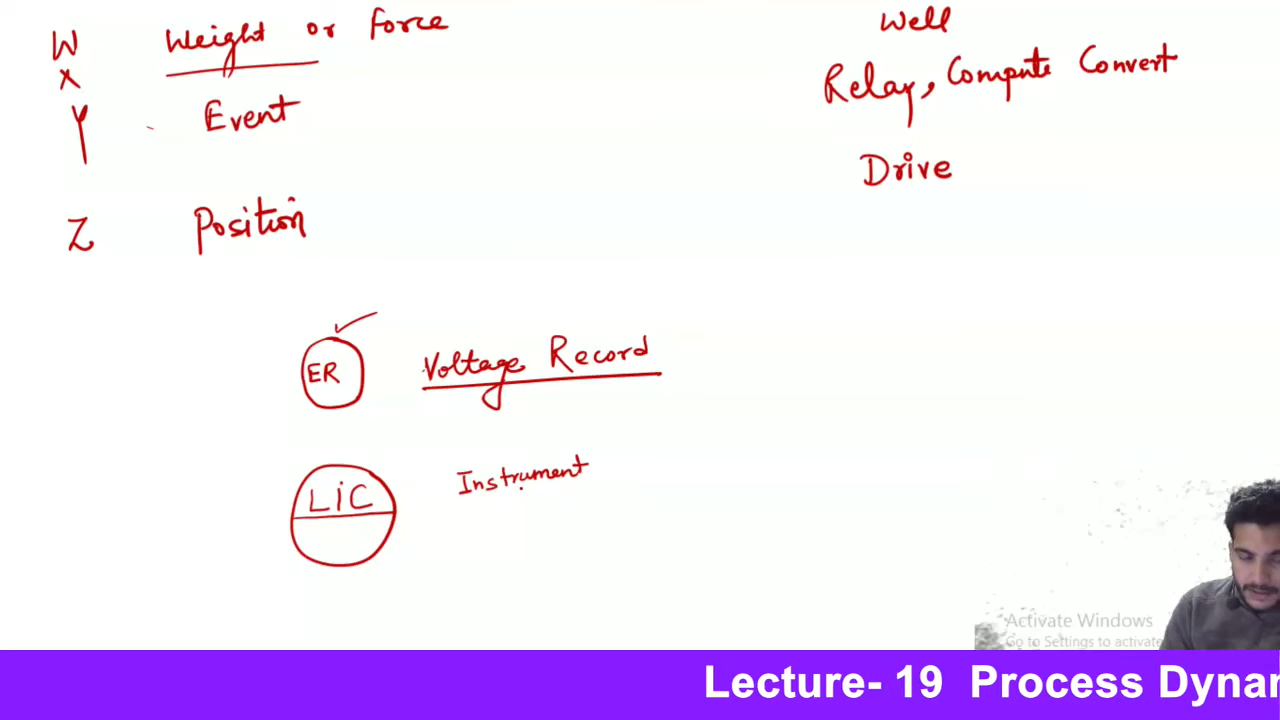 W Weight or Force Well
X
Y Event Relay, Compute Convert
Drive
Z Position
ER Voltage Record
LiC Instrument
Activate Windows
Go to Settings to activate
Lecture- 19 Process Dynar